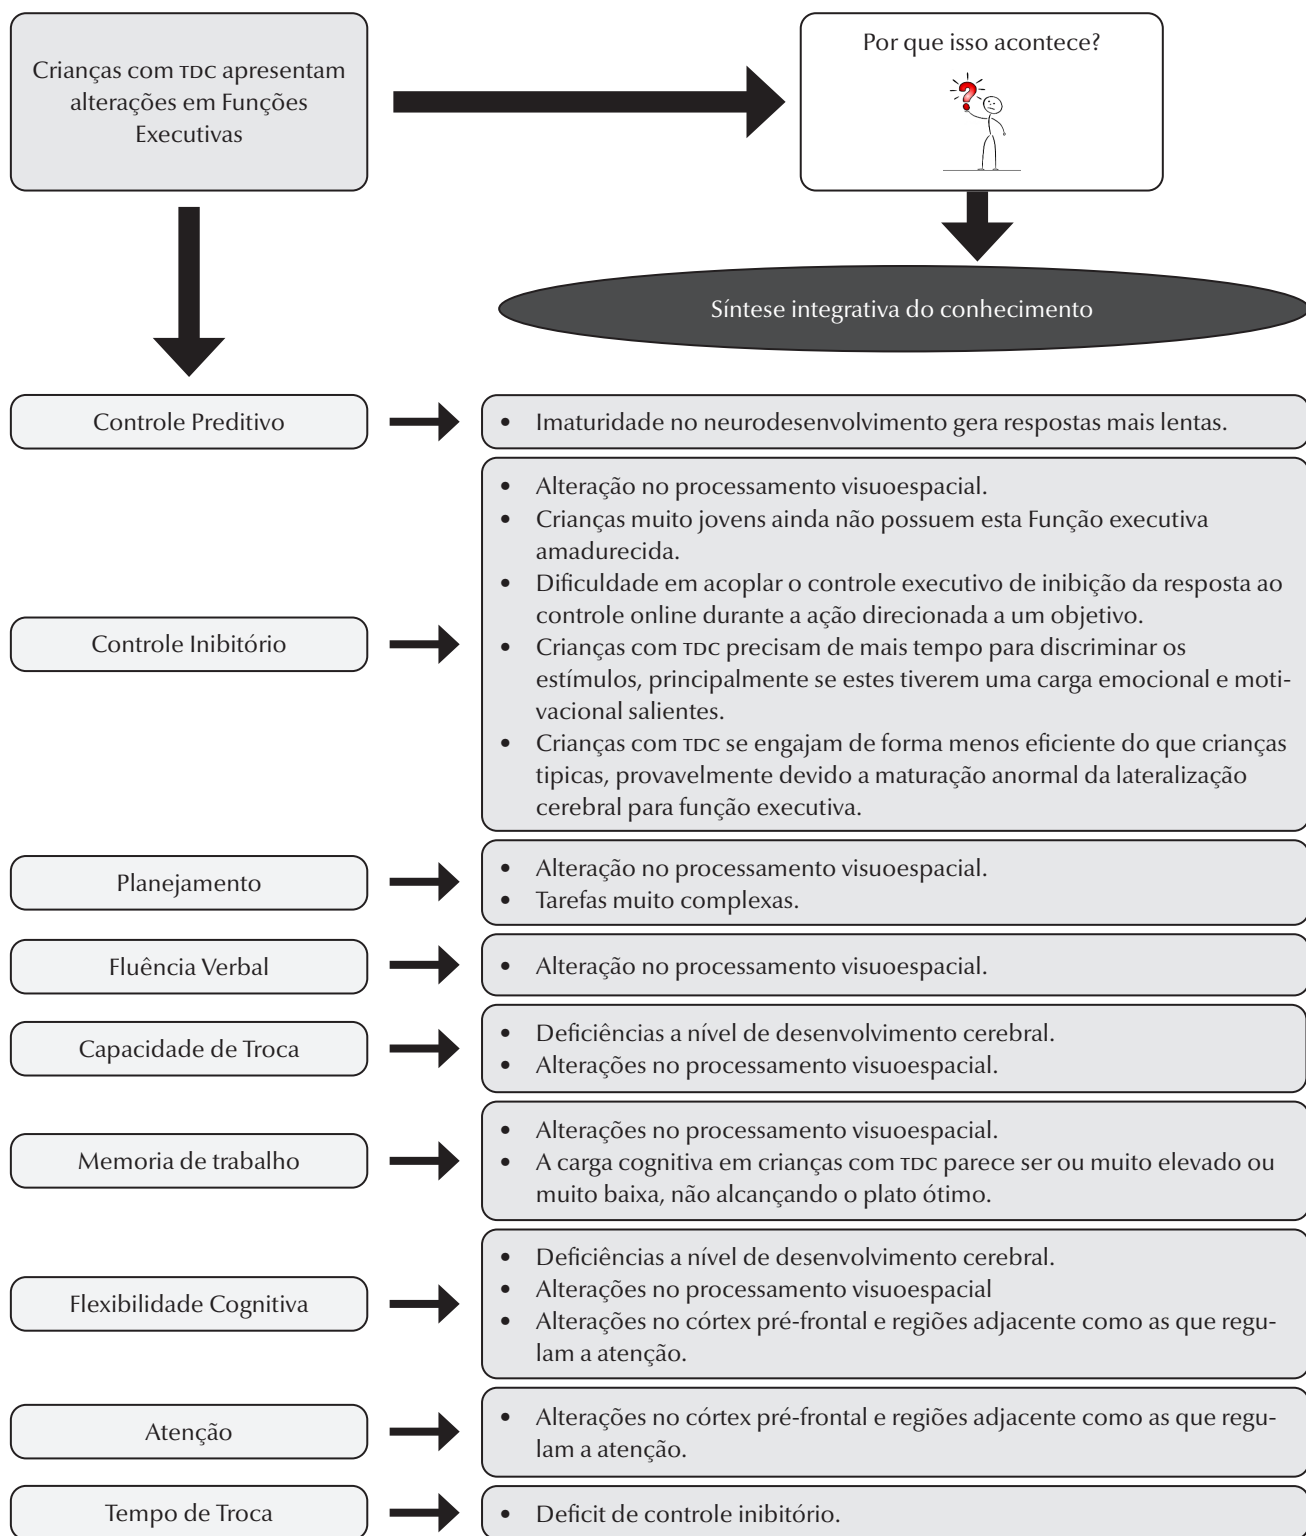 Crianças com TDC apresentam
alterações em Funções
Executivas
Por que isso acontece?
?
Síntese integrativa do conhecimento
Controle Preditivo
• Imaturidade no neurodesenvolvimento gera respostas mais lentas.
Controle Inibitório
• Alteração no processamento visuoespacial.
• Crianças muito jovens ainda não possuem esta Função executiva
amadurecida.
• Dificuldade em acoplar o controle executivo de inibição da resposta ao
controle online durante a ação direcionada a um objetivo.
• Crianças com TDC precisam de mais tempo para discriminar os
estímulos, principalmente se estes tiverem uma carga emocional e moti-
vacional salientes.
• Crianças com TDC se engajam de forma menos eficiente do que crianças
tipicas, provavelmente devido a maturação anormal da lateralização
cerebral para função executiva.
Planejamento
• Alteração no processamento visuoespacial.
• Tarefas muito complexas.
Fluência Verbal
• Alteração no processamento visuoespacial.
Capacidade de Troca
• Deficiências a nível de desenvolvimento cerebral.
• Alterações no processamento visuoespacial.
Memoria de trabalho
• Alterações no processamento visuoespacial.
• A carga cognitiva em crianças com TDC parece ser ou muito elevado ou
muito baixa, não alcançando o plato ótimo.
Flexibilidade Cognitiva
• Deficiências a nível de desenvolvimento cerebral.
• Alterações no processamento visuoespacial
• Alterações no córtex pré-frontal e regiões adjacente como as que regu-
lam a atenção.
Atenção
• Alterações no córtex pré-frontal e regiões adjacente como as que regu-
lam a atenção.
Tempo de Troca
• Deficit de controle inibitório.